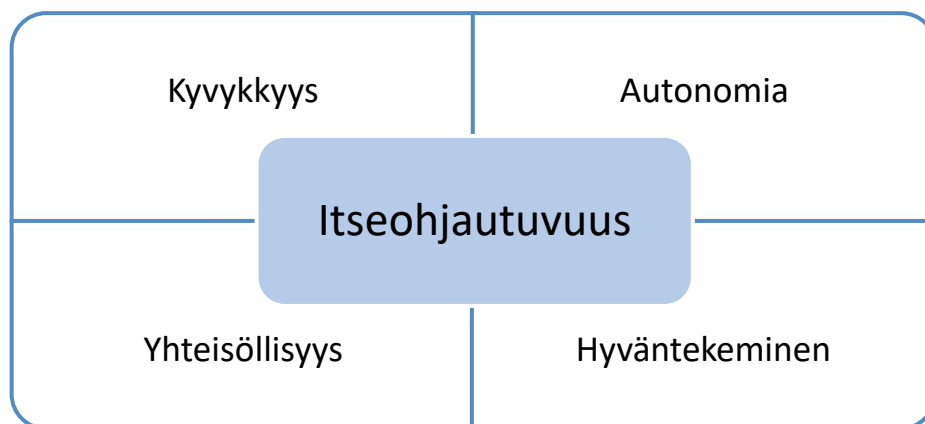 Kyvykkyys
Autonomia
Itseohjautuvuus
Yhteisöllisyys
Hyväntekeminen